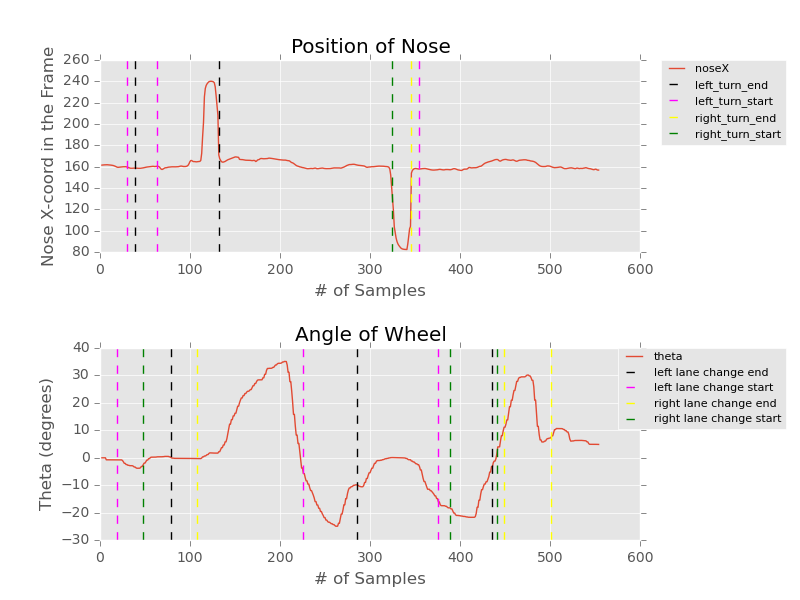 Position of Nose
260
240
220
200
180
160
140
120
100
80
Nose X-coord in the Frame
0 100 200 300 400 500 600
# of Samples
noseX
left_turn_end
left_turn_start
right_turn_end
right_turn_start
Angle of Wheel
40
30
20
10
0
−10
−20
−30
Theta (degrees)
0 100 200 300 400 500 600
# of Samples
theta
left lane change end
left lane change start
right lane change end
right lane change start